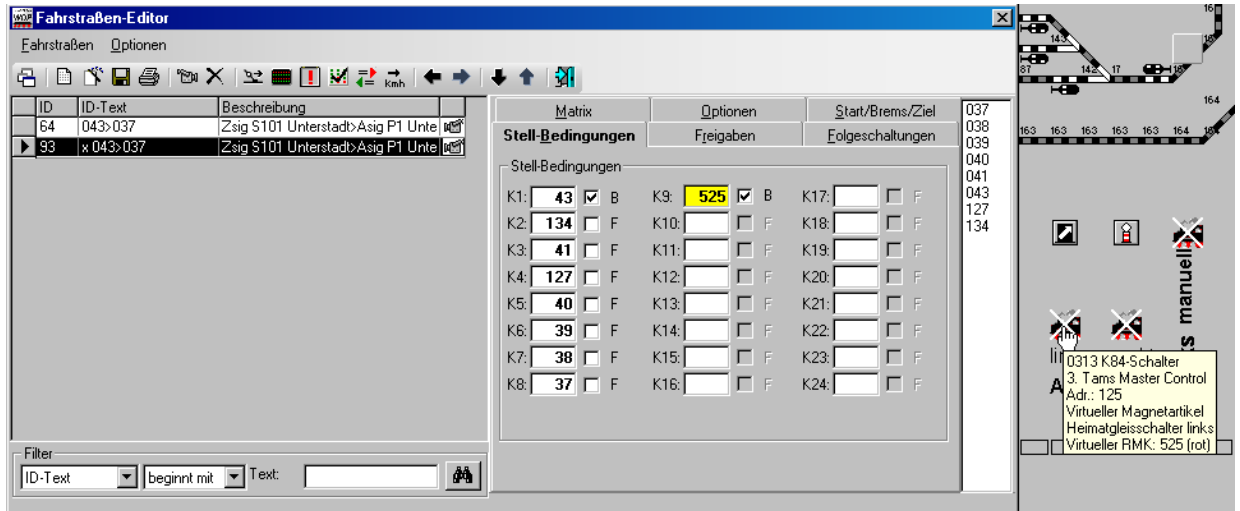 Fahrstraßen-Editor
Fahrstraßen Optionen
kmh
ID ID-Text Beschreibung
64 043>037 Zsig S101 Unterstadt>Asig P1 Unte
93 x 043>037 Zsig S101 Unterstadt>Asig P1 Unte
Filter
ID-Text beginnt mit Text:
Matrix Optionen Start/Brems/Ziel
Stell-Bedingungen Freigaben Folgeschaltungen
Stell-Bedingungen
K1: 43 B K9: 525 B K17: F
K2: 134 F K10: F K18: F
K3: 41 F K11: F K19: F
K4: 127 F K12: F K20: F
K5: 40 F K13: F K21: F
K6: 39 F K14: F K22: F
K7: 38 F K15: F K23: F
K8: 37 F K16: F K24: F
037
038
039
040
041
043
127
134
143
87 142 17
164
163 163 163 163 163 164
manuell
0313 K84-Schalter
3. Tams Master Control
Adr.: 125
Virtueller Magnetartikel
Heimatgleisschalter links
Virtueller RMK: 525 (rot)